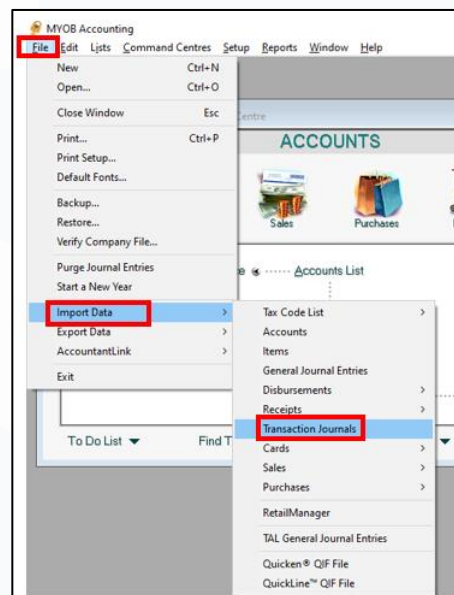 MYOB Accounting
File Edit Lists Command Centres Setup Reports Window Help
New Ctrl+N
Open... Ctrl+O
Close Window Esc
Print... Ctrl+P
Print Setup...
Default Fonts...
Backup...
Restore...
Verify Company File...
Purge Journal Entries
Start a New Year
Import Data >
Export Data >
AccountantLink >
Exit
Centre
ACCOUNTS
Sales Purchases
Accounts List
To Do List Find T
Tax Code List >
Accounts
Items
General Journal Entries
Disbursements >
Receipts >
Transaction Journals
Cards >
Sales >
Purchases >
RetailManager
TAL General Journal Entries
Quicken® QIF File
QuickLine™ QIF File